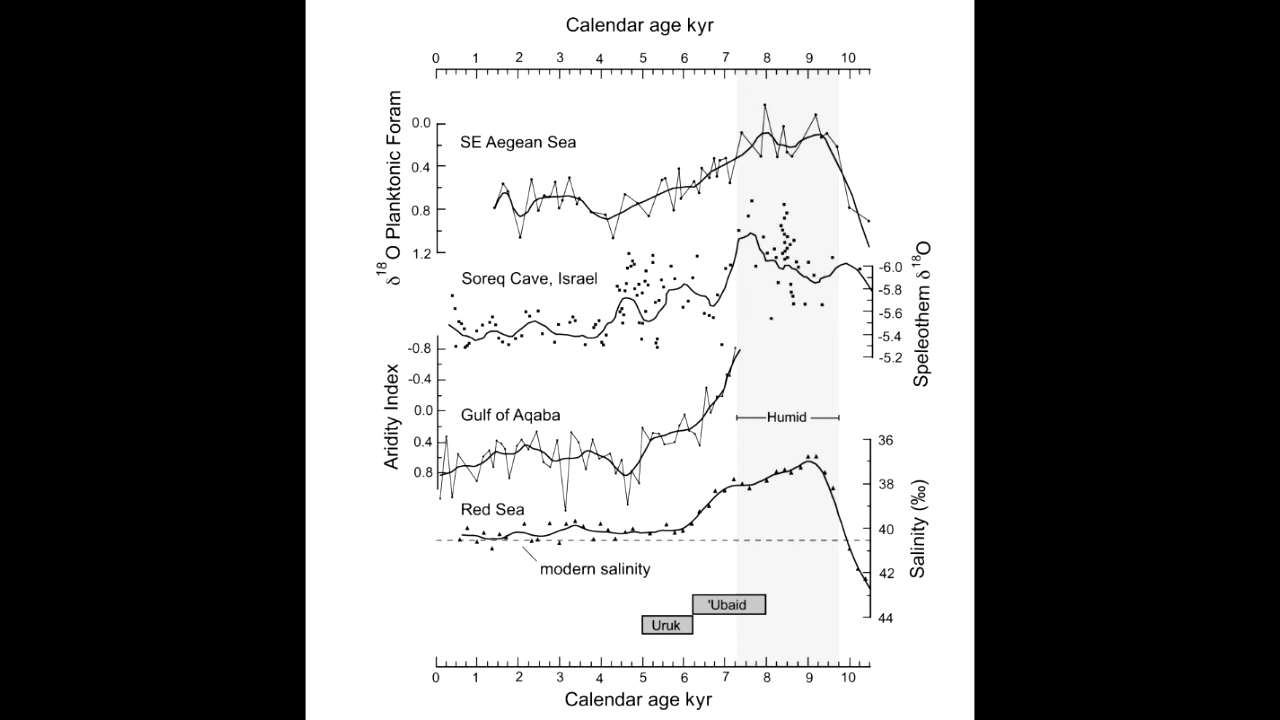 Calendar age kyr
0 1 2 3 4 5 6 7 8 9 10
δ18 O Planktonic Foram
0.0
0.4
0.8
1.2
SE Aegean Sea
Soreq Cave, Israel
Speleothem δ18O
-6.0
-5.8
-5.6
-5.4
-5.2
Aridity Index
-0.8
-0.4
0.0
0.4
0.8
Gulf of Aqaba
Humid
Salinity (‰)
36
38
40
42
44
Red Sea
modern salinity
'Ubaid
Uruk
0 1 2 3 4 5 6 7 8 9 10
Calendar age kyr